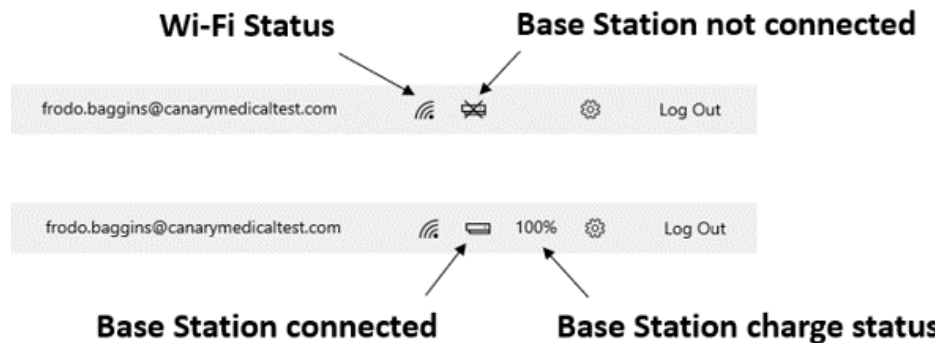 Wi-Fi Status
Base Station not connected
frodo.baggins@canarymedicaltest.com Log Out
frodo.baggins@canarymedicaltest.com 100% Log Out
Base Station connected
Base Station charge status